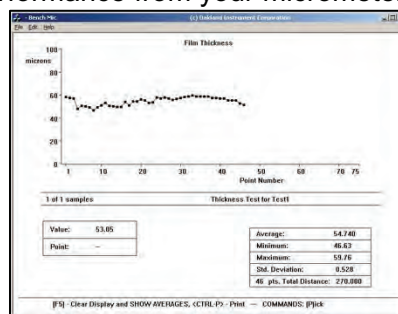 formance from your micromete
- Bench Mic (c) Oakland Instrument Corporation
File Edit Help
Film Thickness
microns
100
80
60
40
20
0
1 10 20 30 40 50 60 70 75
Point Number
1 of 1 samples Thickness Test for Test1
Value: 53.05
Point: --
Average: 54.740
Minimum: 46.63
Maximum: 59.76
Std. Deviation: 0.528
46 pts. Total Distance: 270.000
[F5] - Clear Display and SHOW AVERAGES, <CTRL-P> - Print -- COMMANDS: [P]ick